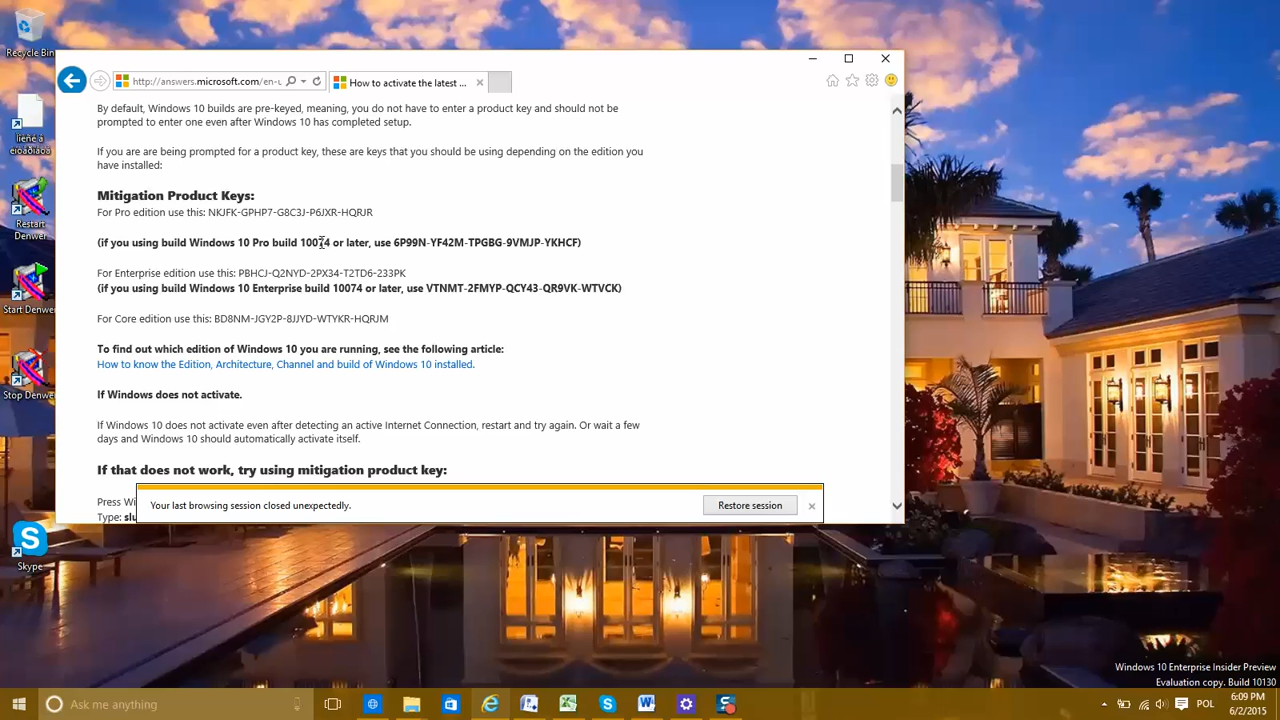 Recycle Bin
liënè á
èíòåðíåòå
Restart
Denwer
Start Denwer
Stop Denwer
Skype
http://answers.microsoft.com/en-u
How to activate the latest ...
By default, Windows 10 builds are pre-keyed, meaning, you do not have to enter a product key and should not be
prompted to enter one even after Windows 10 has completed setup.
If you are are being prompted for a product key, these are keys that you should be using depending on the edition you
have installed:
Mitigation Product Keys:
For Pro edition use this: NKJFK-GPHP7-G8C3J-P6JXR-HQRJR
(if you using build Windows 10 Pro build 10074 or later, use 6P99N-YF42M-TPGBG-9VMJP-YKHCF)
For Enterprise edition use this: PBHCJ-Q2NYD-2PX34-T2TD6-233PK
(if you using build Windows 10 Enterprise build 10074 or later, use VTNMT-2FMYP-QCY43-QR9VK-WTVCK)
For Core edition use this: BD8NM-JGY2P-8JJYD-WTYKR-HQRJM
To find out which edition of Windows 10 you are running, see the following article:
How to know the Edition, Architecture, Channel and build of Windows 10 installed.
If Windows does not activate.
If Windows 10 does not activate even after detecting an active Internet Connection, restart and try again. Or wait a few
days and Windows 10 should automatically activate itself.
If that does not work, try using mitigation product key:
Press Wi
Type: slu
Your last browsing session closed unexpectedly.
Restore session
Windows 10 Enterprise Insider Preview
Evaluation copy. Build 10130
Ask me anything
POL
6:09 PM
6/2/2015